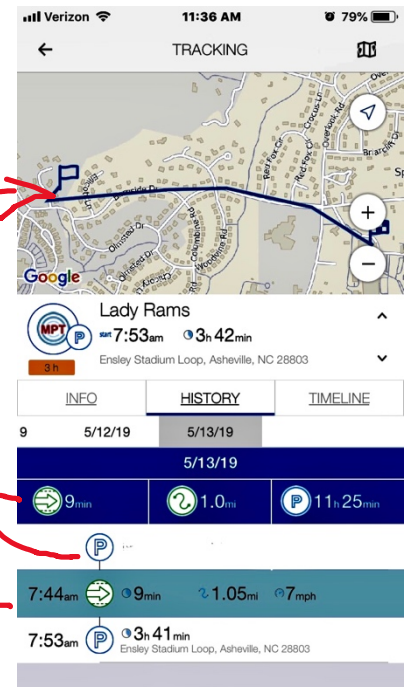 Verizon 11:36 AM 79%
TRACKING
Google
MPT
P
3 h
Lady Rams
start 7:53am 3h 42min
Ensley Stadium Loop, Asheville, NC 28803
INFO HISTORY TIMELINE
9 5/12/19 5/13/19
5/13/19
9min 1.0mi P 11h 25min
P
7:44am 9min 1.05mi 7mph
7:53am P 3h 41min
Ensley Stadium Loop, Asheville, NC 28803